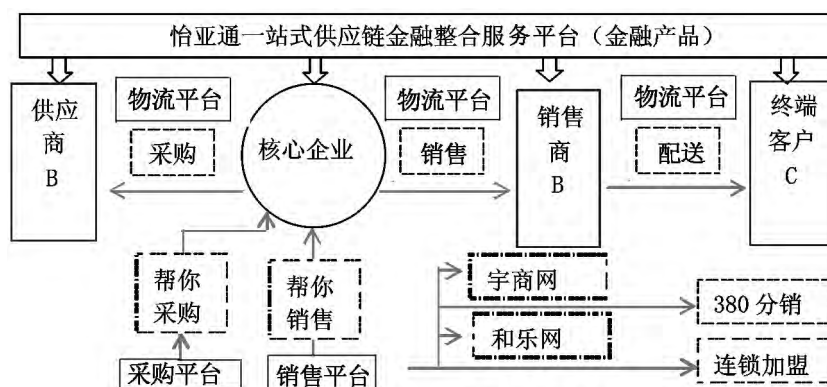 怡亚通一站式供应链金融整合服务平台（金融产品）
供应
商
B
物流平台
采购
核心企业
物流平台
销售
销售
商
B
物流平台
配送
终端
客户
C
帮你
采购
帮你
销售
宇商网
和乐网
380 分销
连锁加盟
采购平台
销售平台